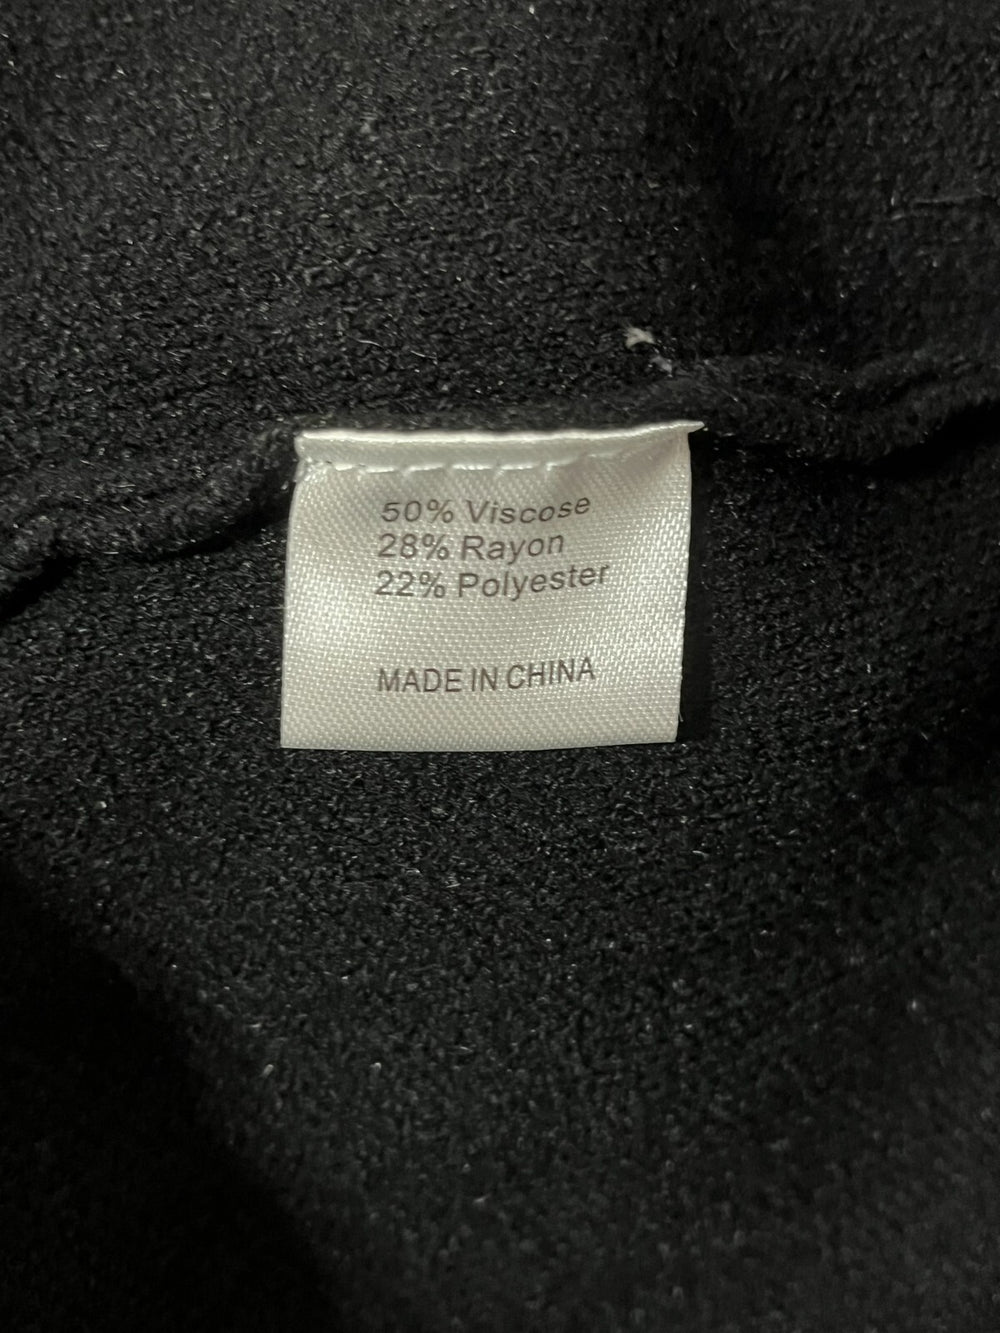 50% Viscose
28% Rayon
22% Polyester
MADE IN CHINA